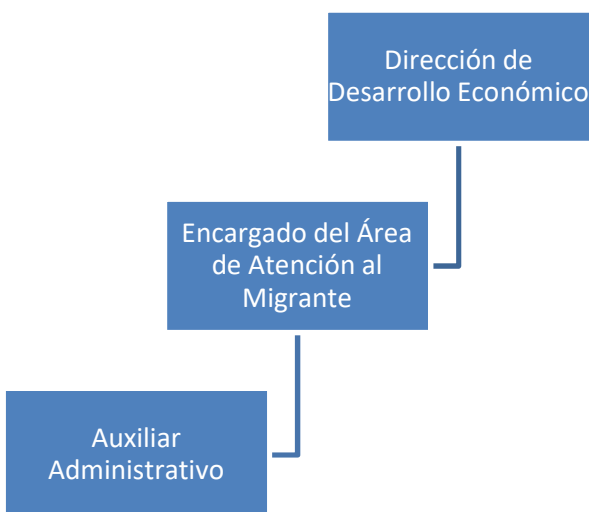 Dirección de
Desarrollo Económico
Encargado del Área
de Atención al
Migrante
Auxiliar
Administrativo